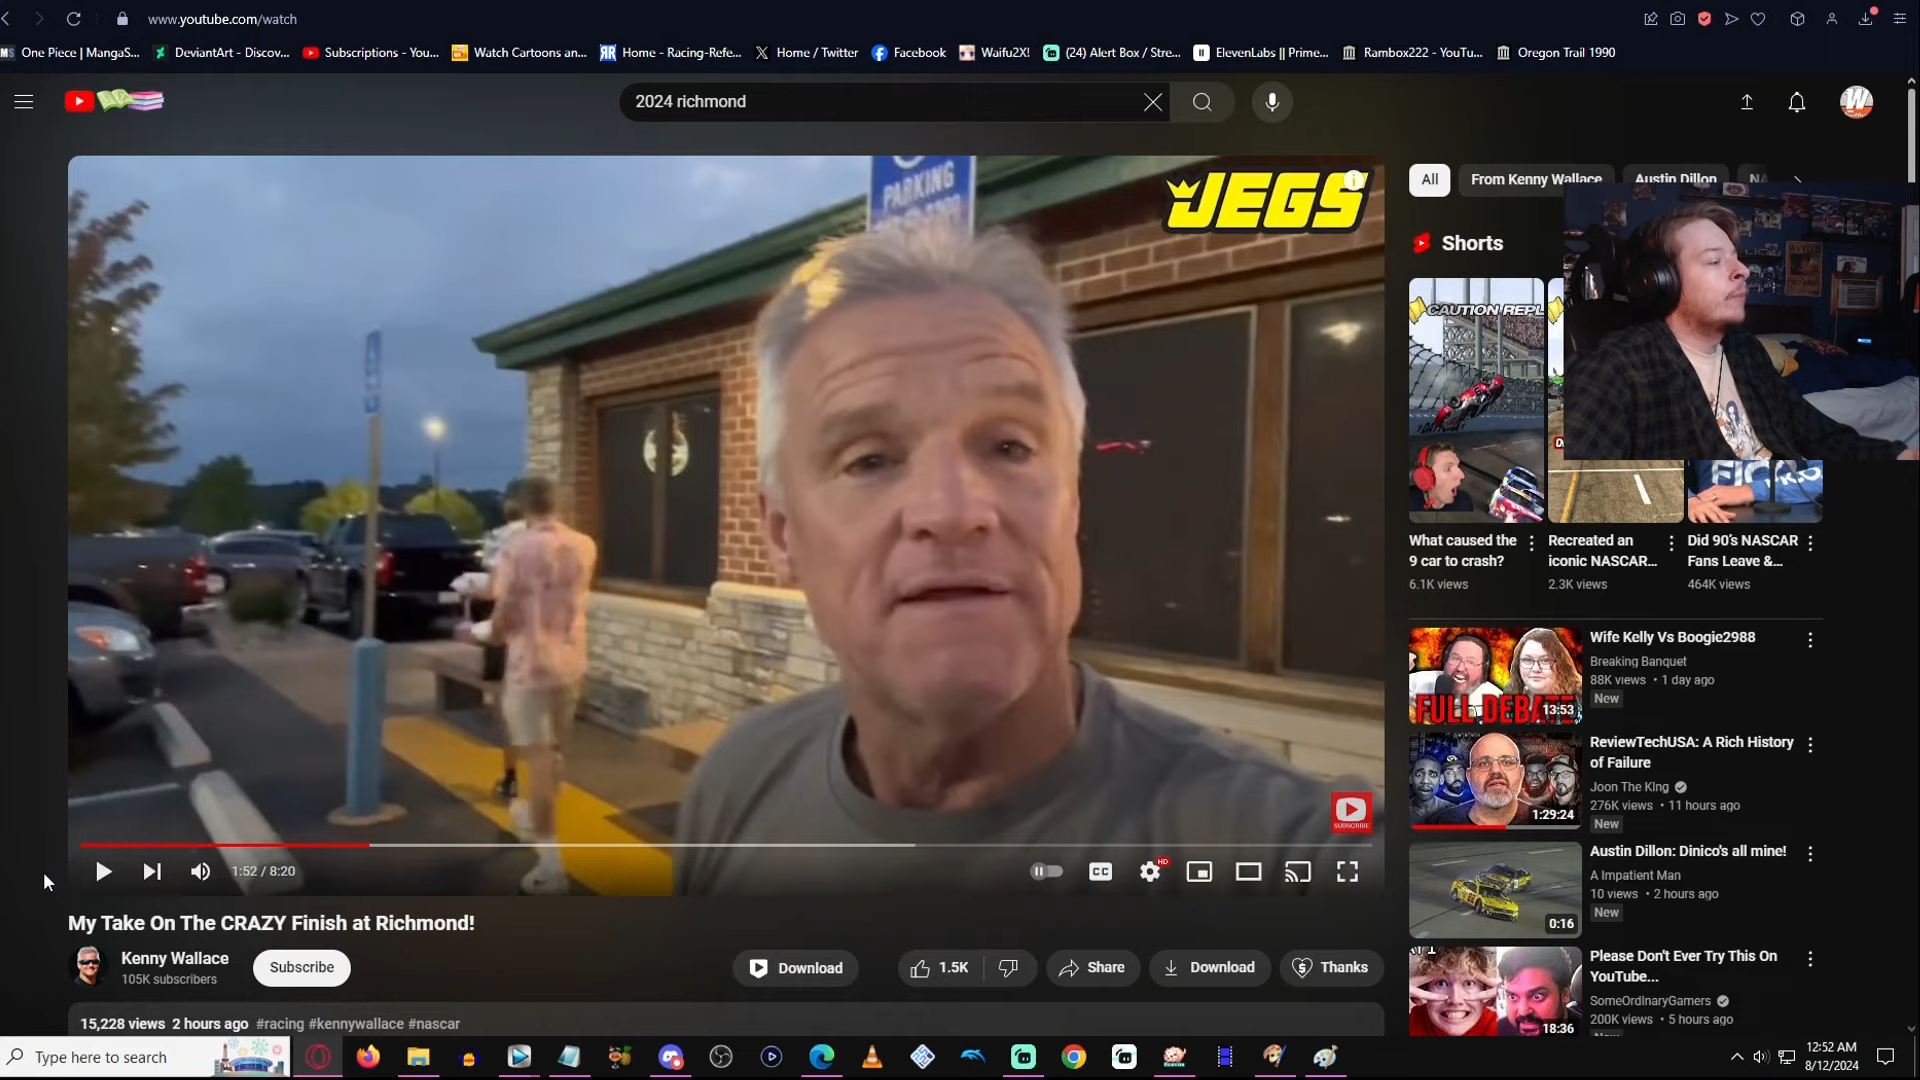 www.youtube.com/watch
One Piece | MangaS...
DeviantArt - Discov...
Subscriptions - You...
Watch Cartoons an...
Home - Racing-Refe...
Home / Twitter
Facebook
Waifu2X!
(24) Alert Box / Stre...
ElevenLabs || Prime...
Rambox222 - YouTu...
Oregon Trail 1990
2024 richmond
PARKING
JEGS
SUBSCRIBE
1:52 / 8:20
CC
HD
My Take On The CRAZY Finish at Richmond!
Kenny Wallace
105K subscribers
Subscribe
Download
1.5K
Share
Download
Thanks
15,228 views 2 hours ago #racing #kennywallace #nascar
All
From Kenny Wallace
Austin Dillon
NA
Shorts
CAUTION REPL
What caused the
9 car to crash?
6.1K views
Recreated an
iconic NASCAR...
2.3K views
Did 90's NASCAR
Fans Leave &...
464K views
Wife Kelly Vs Boogie2988
Breaking Banquet
88K views • 1 day ago
New
FULL DEBATE
13:53
ReviewTechUSA: A Rich History
of Failure
Joon The King
276K views • 11 hours ago
New
1:29:24
Austin Dillon: Dinico's all mine!
A Impatient Man
10 views • 2 hours ago
New
0:16
Please Don't Ever Try This On
YouTube...
SomeOrdinaryGamers
200K views • 5 hours ago
18:36
Type here to search
12:52 AM
8/12/2024